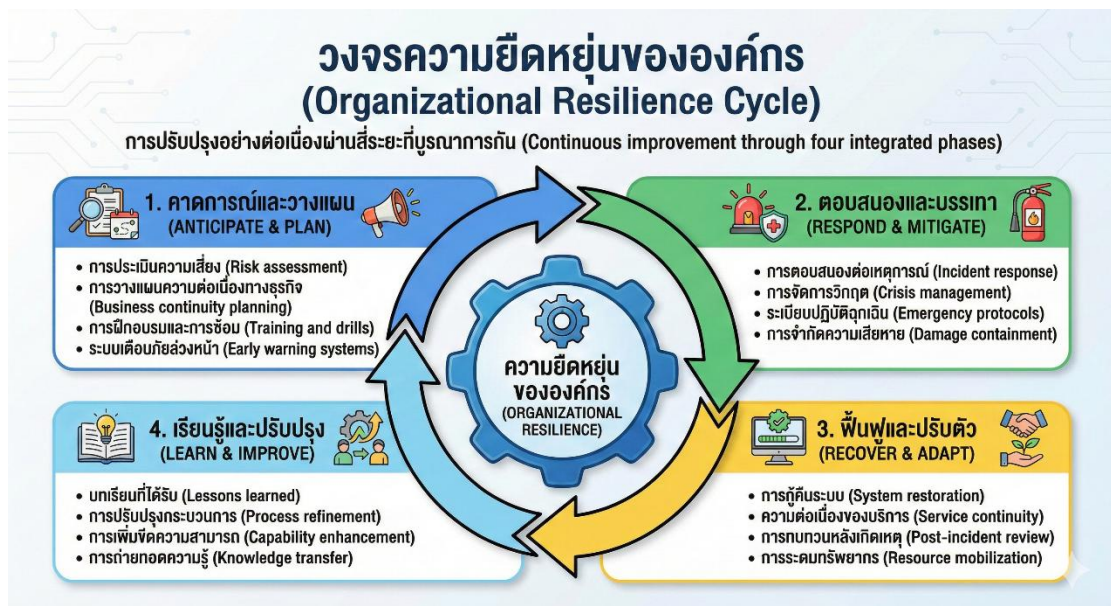 วงจรความยืดหยุ่นขององค์กร
(Organizational Resilience Cycle)
การปรับปรุงอย่างต่อเนื่องผ่านสี่ระยะที่บูรณาการกัน (Continuous improvement through four integrated phases)
1. คาดการณ์และวางแผน
(ANTICIPATE & PLAN)
• การประเมินความเสี่ยง (Risk assessment)
• การวางแผนความต่อเนื่องทางธุรกิจ
(Business continuity planning)
• การฝึกอบรมและการซ้อม (Training and drills)
• ระบบเตือนภัยล่วงหน้า (Early warning systems)
2. ตอบสนองและบรรเทา
(RESPOND & MITIGATE)
• การตอบสนองต่อเหตุการณ์ (Incident response)
• การจัดการวิกฤต (Crisis management)
• ระเบียบปฏิบัติฉุกเฉิน (Emergency protocols)
• การจำกัดความเสียหาย (Damage containment)
ความยืดหยุ่น
ขององค์กร
(ORGANIZATIONAL
RESILIENCE)
3. ฟื้นฟูและปรับตัว
(RECOVER & ADAPT)
• การกู้คืนระบบ (System restoration)
• ความต่อเนื่องของบริการ (Service continuity)
• การทบทวนหลังเกิดเหตุ (Post-incident review)
• การระดมทรัพยากร (Resource mobilization)
4. เรียนรู้และปรับปรุง
(LEARN & IMPROVE)
• บทเรียนที่ได้รับ (Lessons learned)
• การปรับปรุงกระบวนการ (Process refinement)
• การเพิ่มขีดความสามารถ (Capability enhancement)
• การถ่ายทอดความรู้ (Knowledge transfer)